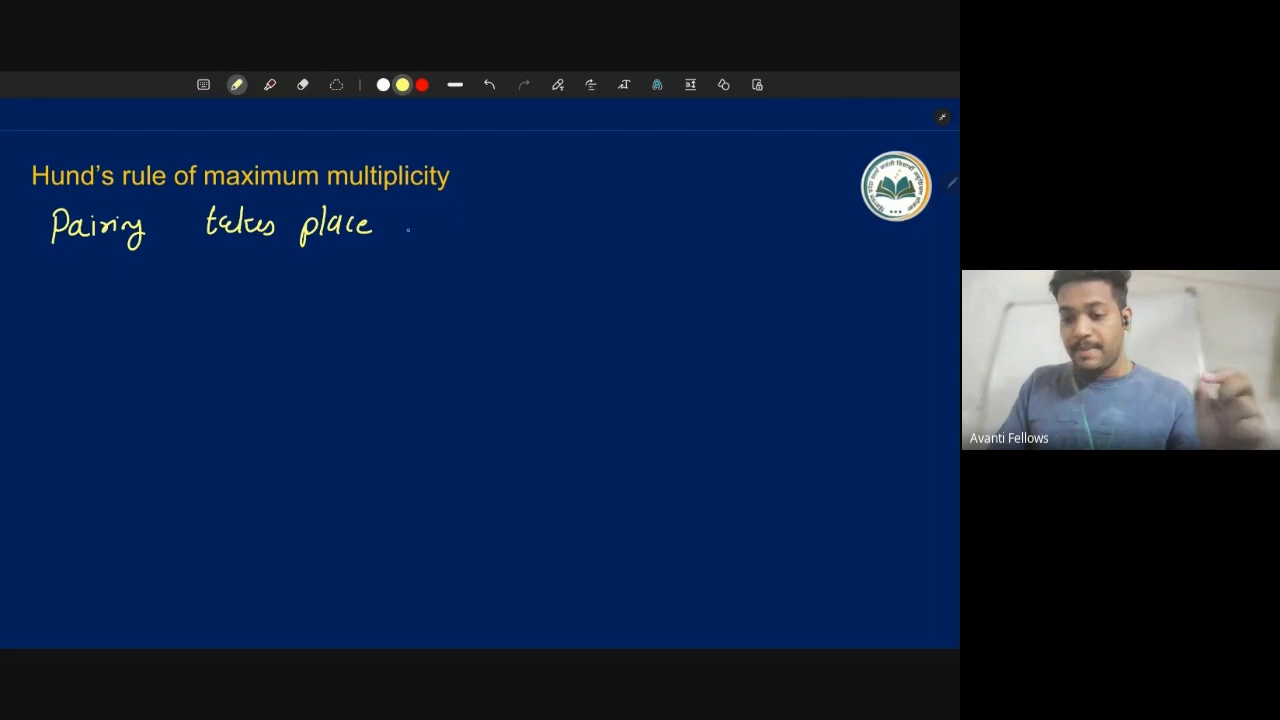 Hund's rule of maximum multiplicity
Pairing takes place
Avanti Fellows